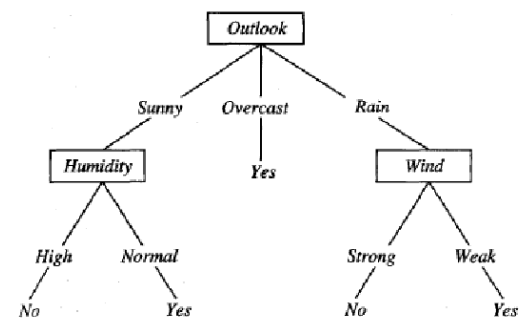 Outlook
Sunny Overcast Rain
Humidity Yes Wind
High Normal Strong Weak
No Yes No Yes